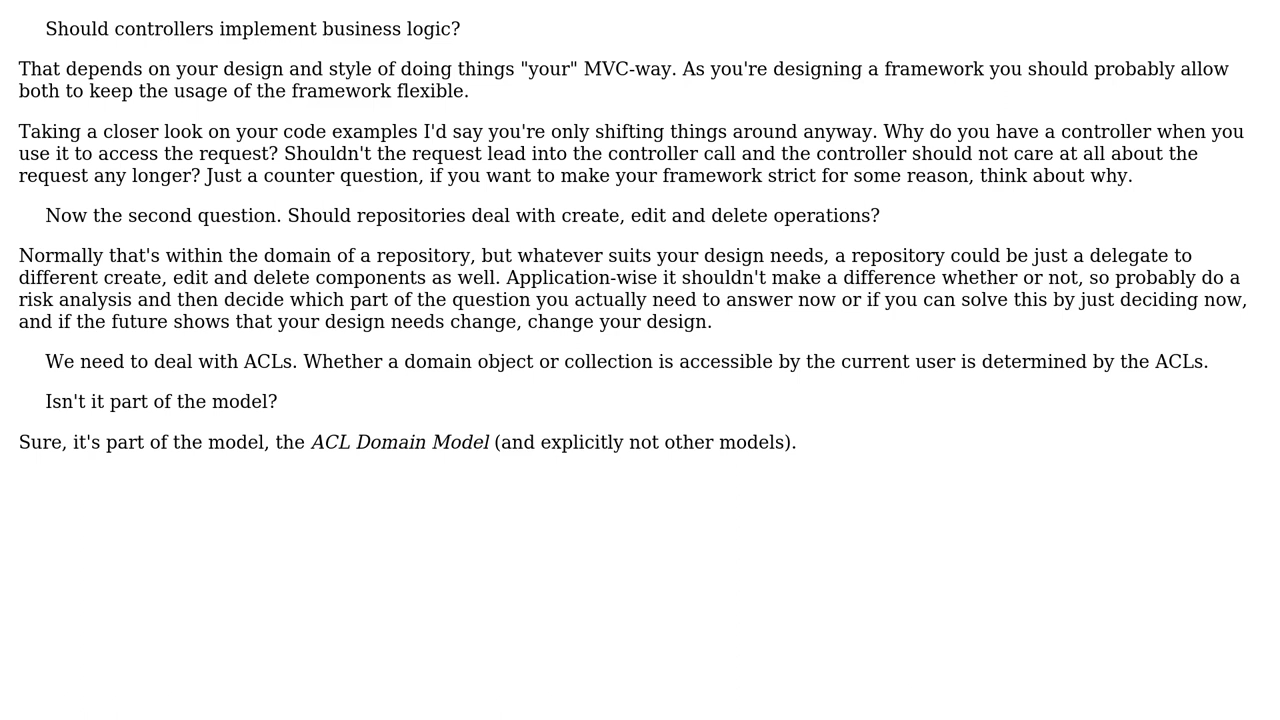 Should controllers implement business logic?
That depends on your design and style of doing things "your" MVC-way. As you're designing a framework you should probably allow
both to keep the usage of the framework flexible.
Taking a closer look on your code examples I'd say you're only shifting things around anyway. Why do you have a controller when you
use it to access the request? Shouldn't the request lead into the controller call and the controller should not care at all about the
request any longer? Just a counter question, if you want to make your framework strict for some reason, think about why.
Now the second question. Should repositories deal with create, edit and delete operations?
Normally that's within the domain of a repository, but whatever suits your design needs, a repository could be just a delegate to
different create, edit and delete components as well. Application-wise it shouldn't make a difference whether or not, so probably do a
risk analysis and then decide which part of the question you actually need to answer now or if you can solve this by just deciding now,
and if the future shows that your design needs change, change your design.
We need to deal with ACLs. Whether a domain object or collection is accessible by the current user is determined by the ACLs.
Isn't it part of the model?
Sure, it's part of the model, the ACL Domain Model (and explicitly not other models).